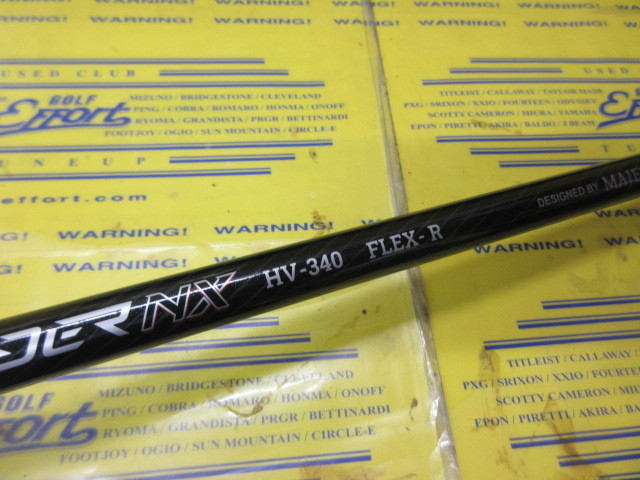 USED CLUB
GOLF
Effort
MIZUNO / BRIDGESTONE / CLEVELAND
PING / COBRA / ROMARO / HONMA / ONOFF
RYOMA / GRANDISTA / PRGR / BETTINARDI
FOOTJOY / OGIO / SUN MOUNTAIN / CIRCLE-E
TUNEUP
effort.com
WARNING! WARNING! WARNING!
USED
TITLEIST / CALLAWAY / TAYLOR MADE
PXG / SRIXON / XXIO / FOURTEEN / ODYSSEY
SCOTTY CAMERON / MIURA / YAMAHA
EPON / PIRETTI / AKIRA / BALDO / J BEAM
WARNING! WARNING!
NX HV-340 FLEX-R DESIGNED BY
WARNING!
WARNING! WARNING! WARNING!
GOLF
MIZUNO / BRIDGESTONE / CLEVELAND
PING / COBRA / ROMARO / HONMA / ONOFF
RYOMA / GRANDISTA / PRGR / BETTINARDI
FOOTJOY / OGIO / SUN MOUNTAIN / CIRCLE-E
TITLEIST / CALLAWAY /
PXG / SRIXON / XXIO / FOURTEEN
SCOTTY CAMERON /
EPON / PIRETTI / AKIRA /